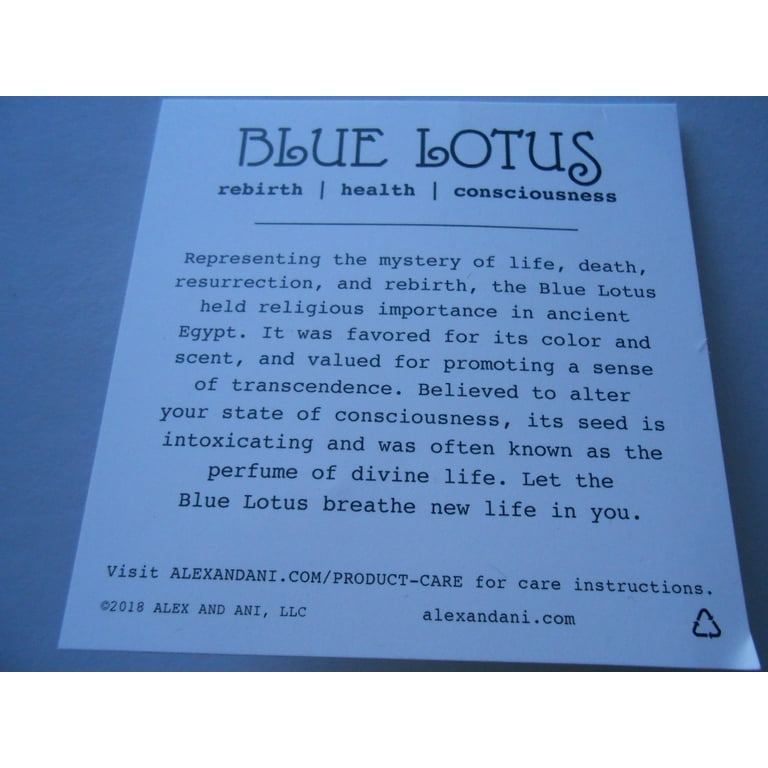 BLUE LOTUS
rebirth | health | consciousness
Representing the mystery of life, death,
resurrection, and rebirth, the Blue Lotus
held religious importance in ancient
Egypt. It was favored for its color and
scent, and valued for promoting a sense
of transcendence. Believed to alter
your state of consciousness, its seed is
intoxicating and was often known as the
perfume of divine life. Let the
Blue Lotus breathe new life in you.
Visit ALEXANDANI.COM/PRODUCT-CARE for care instructions.
©2018 ALEX AND ANI, LLC alexandani.com